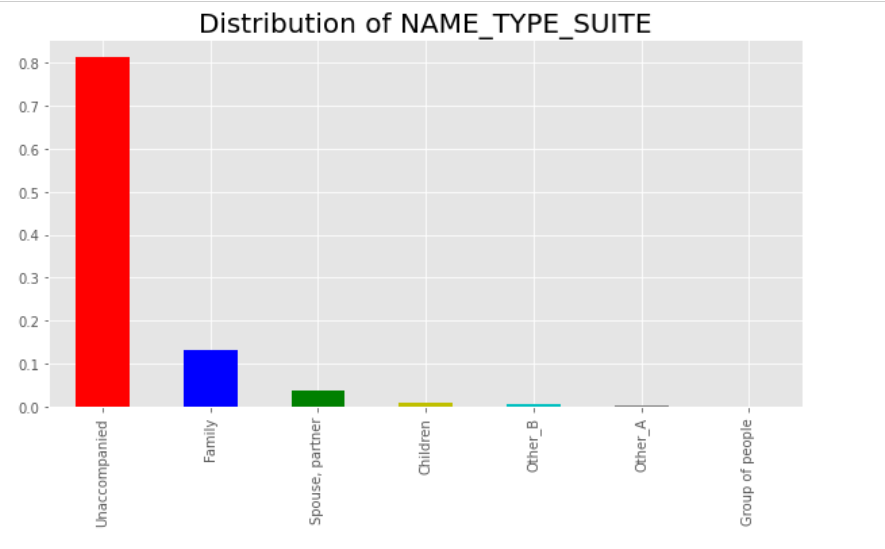 Distribution of NAME_TYPE_SUITE
0.8
0.7
0.6
0.5
0.4
0.3
0.2
0.1
0.0
Unaccompanied
Family
Spouse, partner
Children
Other_B
Other_A
Group of people